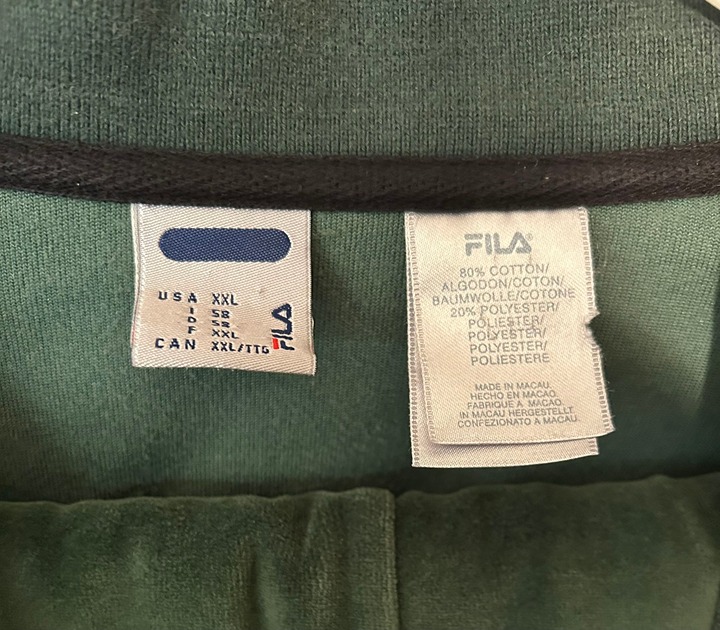 USA XXL
I 58
D 58
F XXL
CAN XXL/TTG
FILA
FILA®
80% COTTON/
ALGODON/COTON/
BAUMWOLLE/COTONE
20% POLYESTER/
POLIESTER/
POLYESTER/
POLYESTER/
POLIESTERE
MADE IN MACAU.
HECHO EN MACAO.
FABRIQUE A MACAO.
IN MACAU HERGESTELLT.
CONFEZIONATO A MACAU.